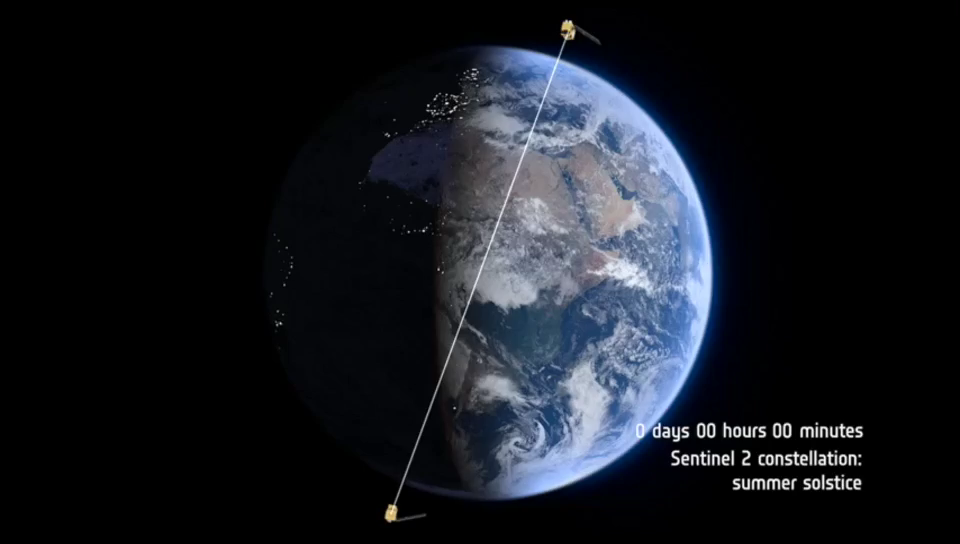 0 days 00 hours 00 minutes
Sentinel 2 constellation:
summer solstice